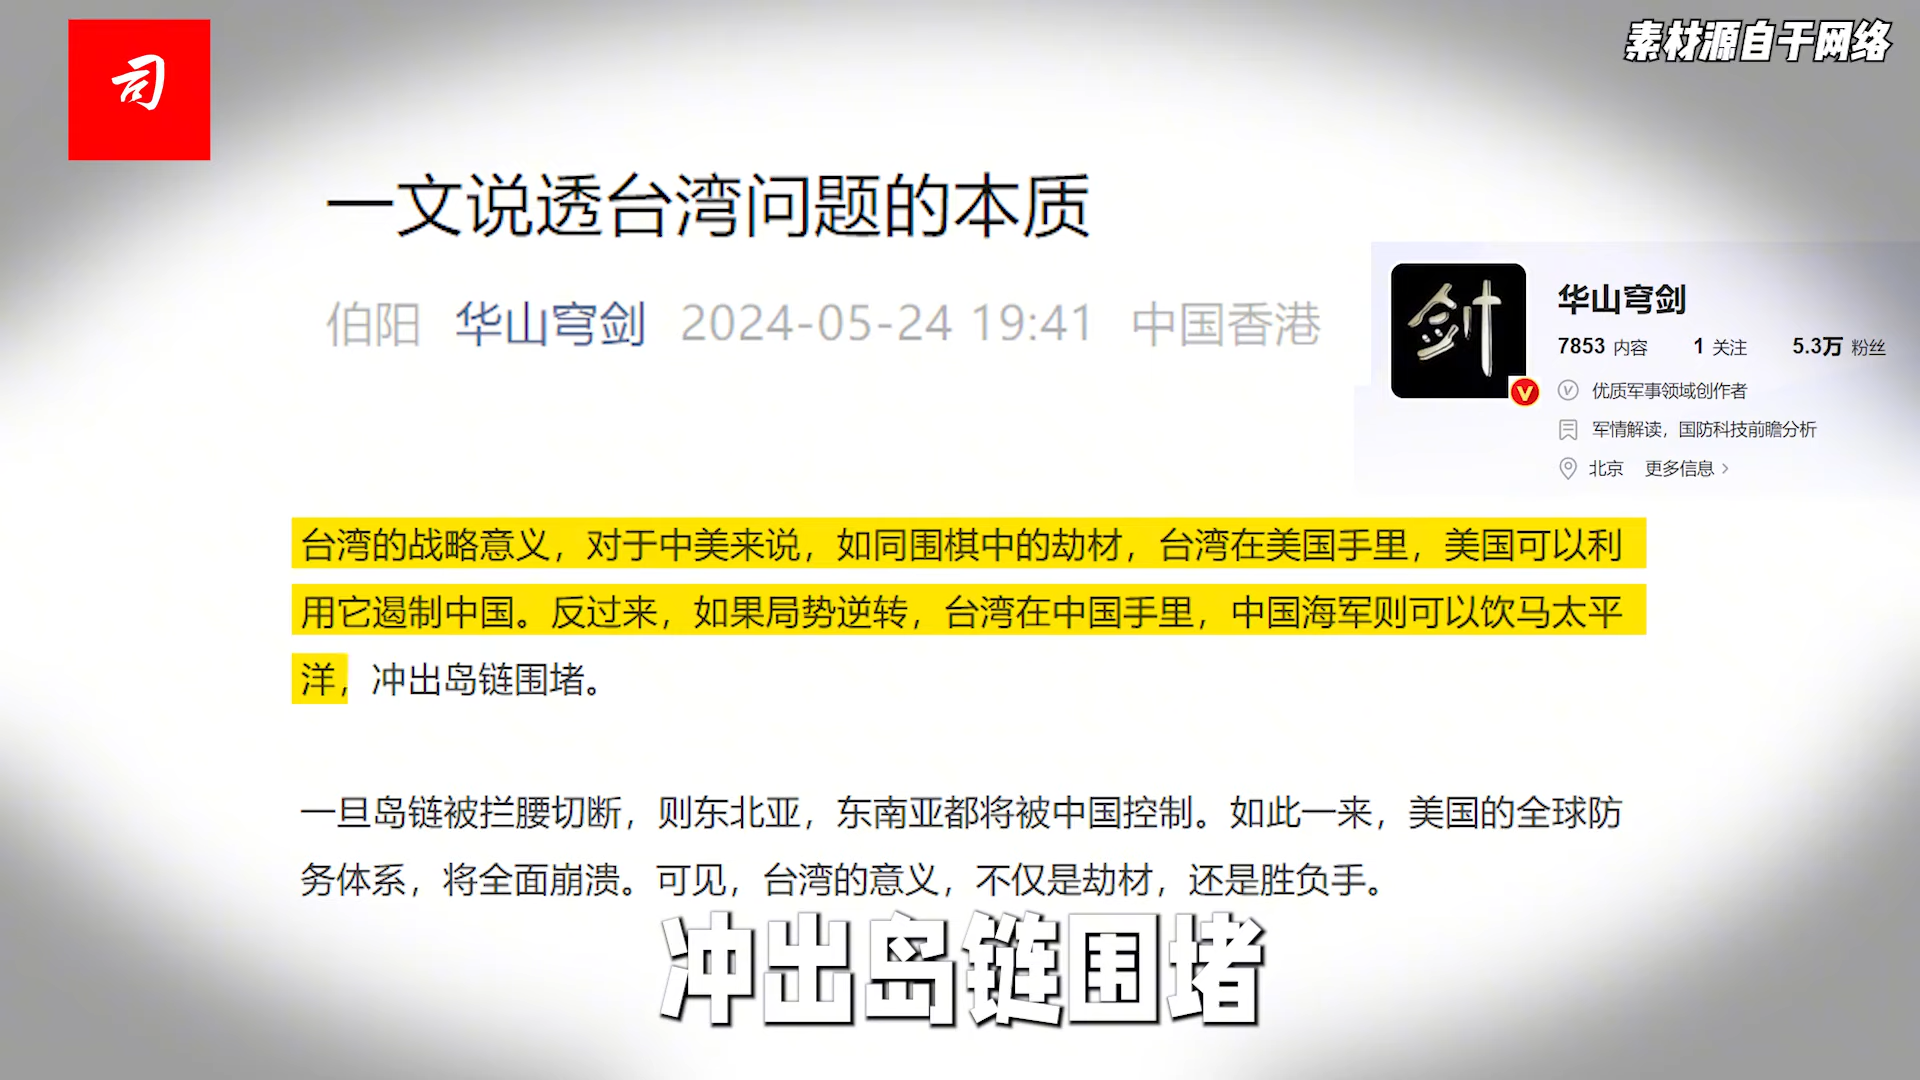 司
素材源自于网络
一文说透台湾问题的本质
伯阳 华山穹剑 2024-05-24 19:41 中国香港
剑
华山穹剑
7853 内容 1 关注 5.3万 粉丝
V
优质军事领域创作者
军情解读，国防科技前瞻分析
北京 更多信息 >
台湾的战略意义，对于中美来说，如同围棋中的劫材，台湾在美国手里，美国可以利
用它遏制中国。反过来，如果局势逆转，台湾在中国手里，中国海军则可以饮马太平
洋，冲出岛链围堵。
一旦岛链被拦腰切断，则东北亚，东南亚都将被中国控制。如此一来，美国的全球防
务体系，将全面崩溃。可见，台湾的意义，不仅是劫材，还是胜负手。
冲出岛链围堵